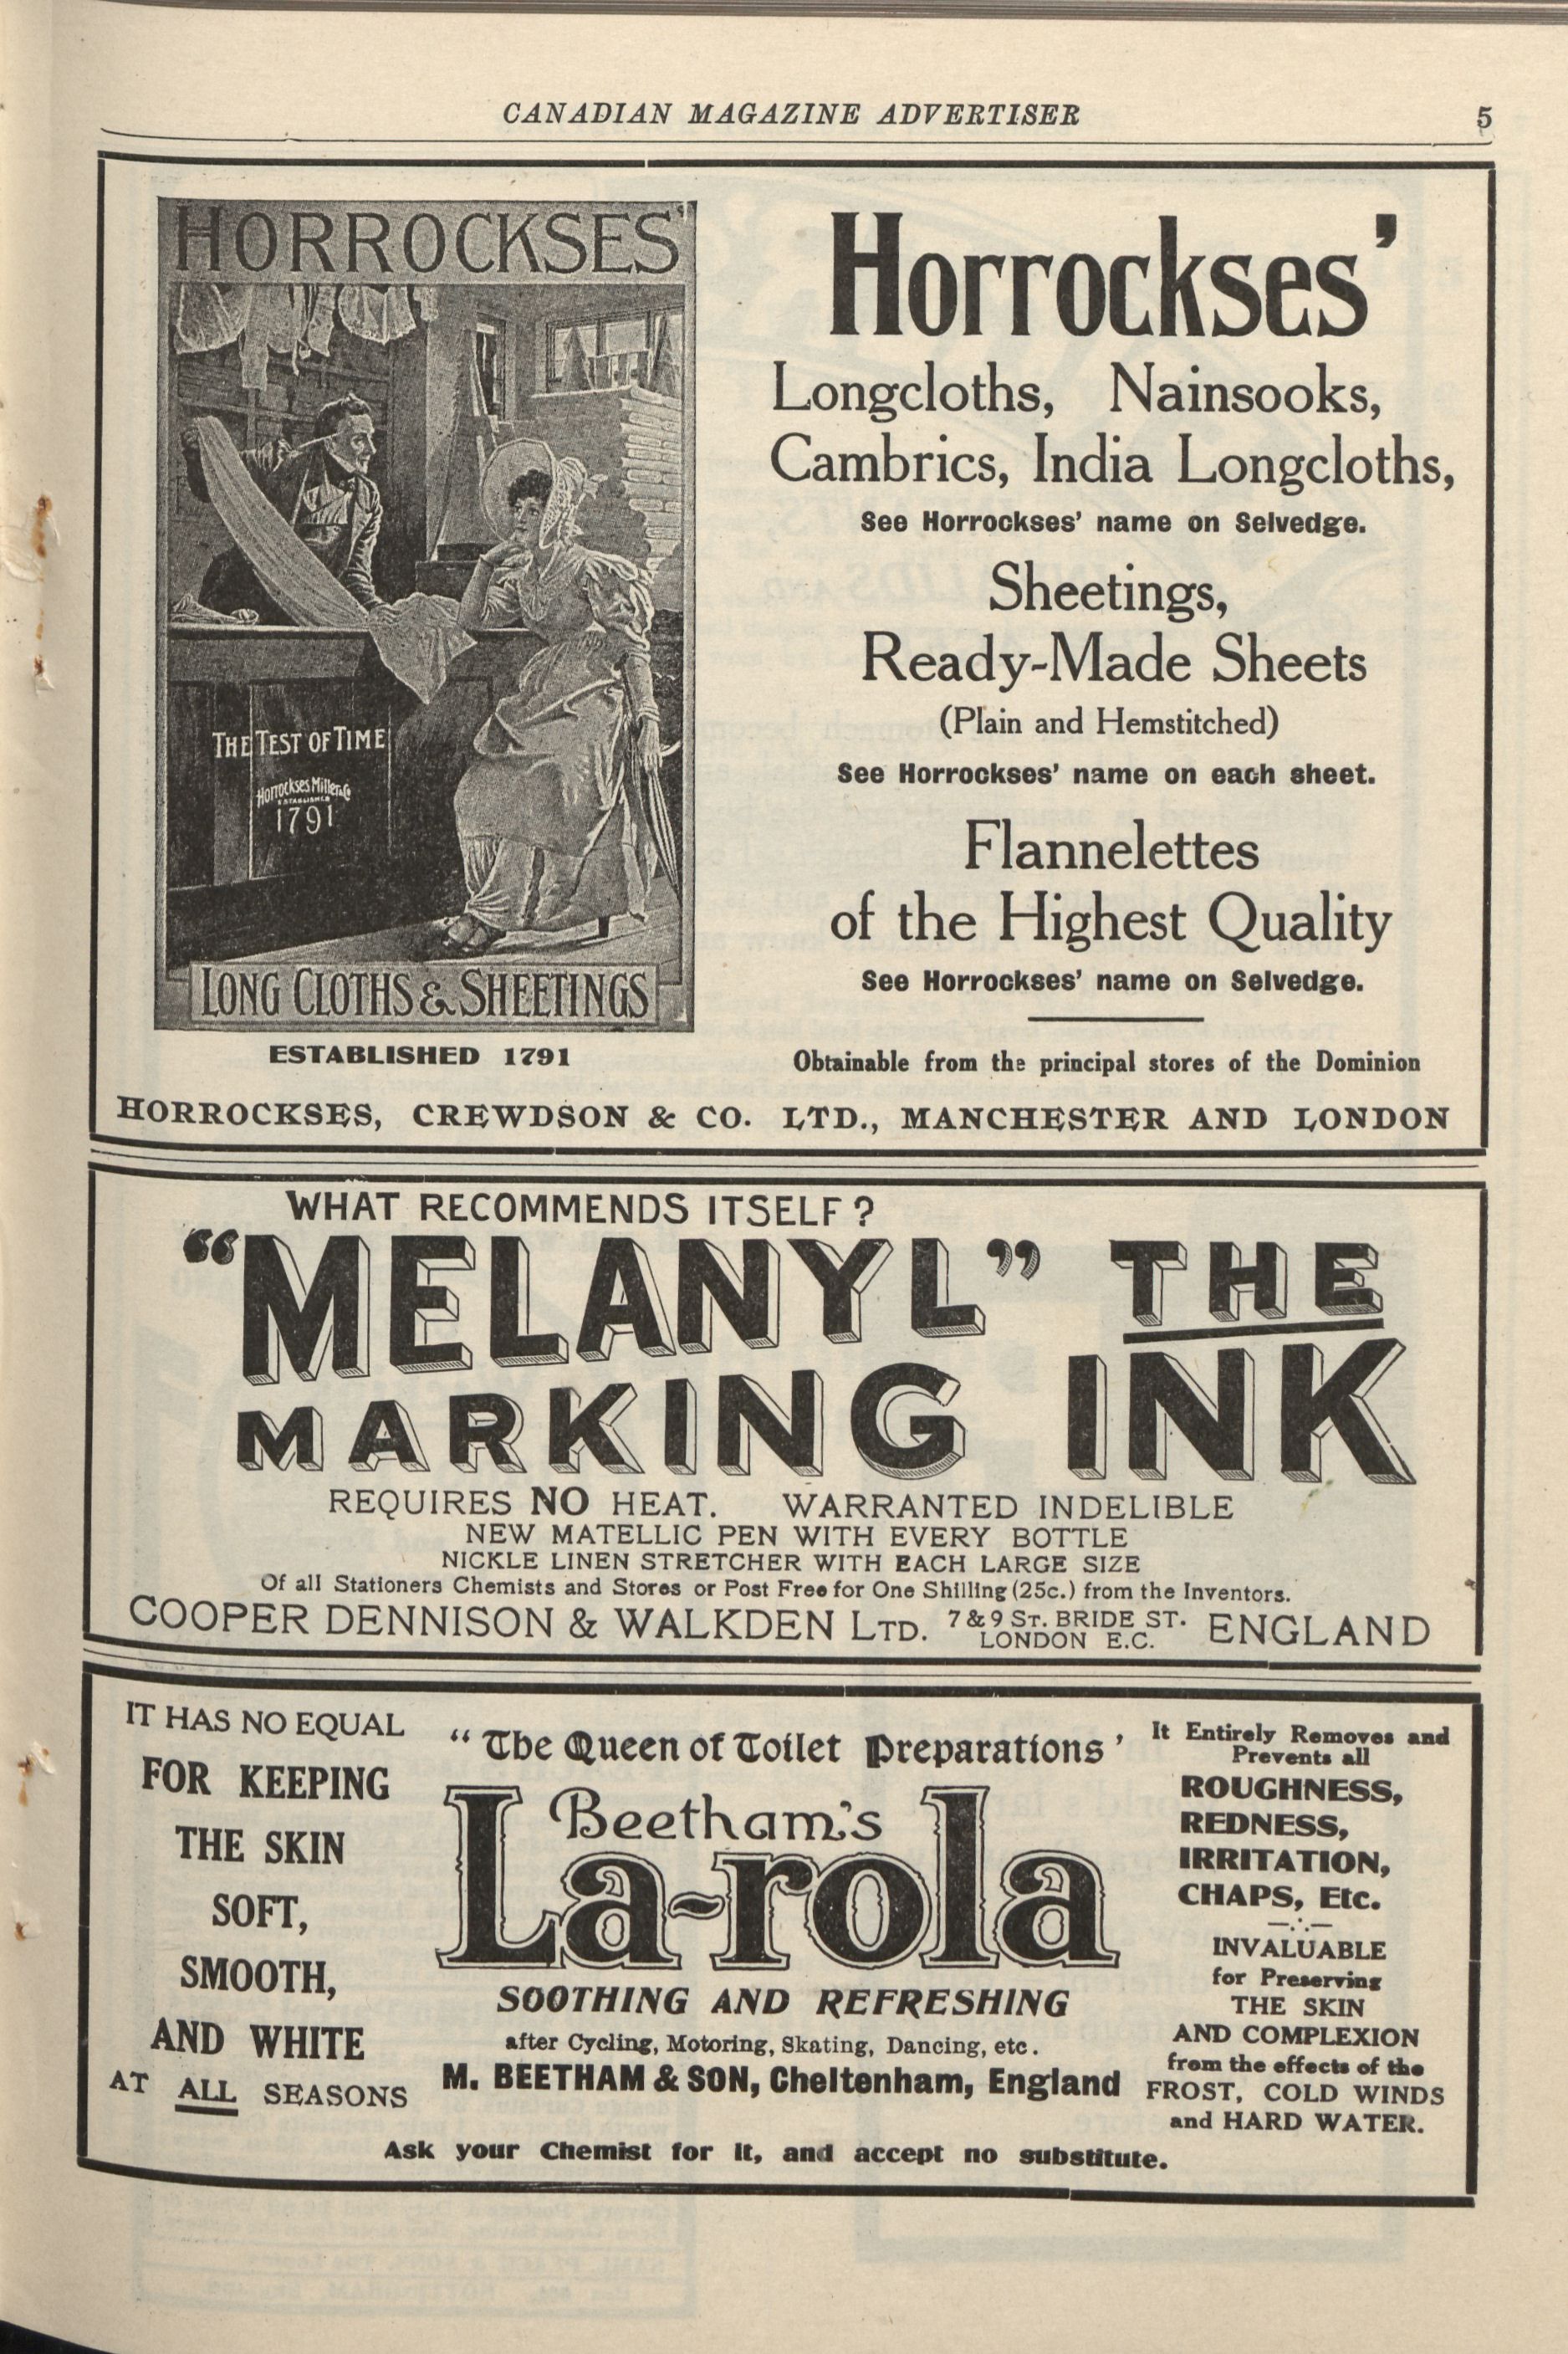 CANADIAN MAGAZINE ADVERTISER 5
HORROCKSES'
THE TEST OF TIME
Horrockses Miller & Co
ESTABLISHED
1791
LONG CLOTHS & SHEETINGS
ESTABLISHED 1791
Horrockses'
Longcloths, Nainsooks,
Cambrics, India Longcloths,
See Horrockses' name on Selvedge.
Sheetings,
Ready-Made Sheets
(Plain and Hemstitched)
See Horrockses' name on each sheet.
Flannelettes
of the Highest Quality
See Horrockses' name on Selvedge.
Obtainable from the principal stores of the Dominion
HORROCKSES, CREWDSON & CO. LTD., MANCHESTER AND LONDON
WHAT RECOMMENDS ITSELF?
"MELANYL" THE
MARKING INK
REQUIRES NO HEAT. WARRANTED INDELIBLE
NEW MATELLIC PEN WITH EVERY BOTTLE
NICKLE LINEN STRETCHER WITH EACH LARGE SIZE
Of all Stationers Chemists and Stores or Post Free for One Shilling (25c.) from the Inventors.
COOPER DENNISON & WALKDEN LTD. 7 & 9 ST. BRIDE ST. LONDON E.C. ENGLAND
IT HAS NO EQUAL
FOR KEEPING
THE SKIN
SOFT,
SMOOTH,
AND WHITE
AT ALL SEASONS
"The Queen of Toilet Preparations'
Beetham's
La-rola
SOOTHING AND REFRESHING
after Cycling, Motoring, Skating, Dancing, etc.
M. BEETHAM & SON, Cheltenham, England
It Entirely Removes and
Prevents all
ROUGHNESS,
REDNESS,
IRRITATION,
CHAPS, Etc.
INVALUABLE
for Preserving
THE SKIN
AND COMPLEXION
from the effects of the
FROST, COLD WINDS
and HARD WATER.
Ask your Chemist for it, and accept no substitute.